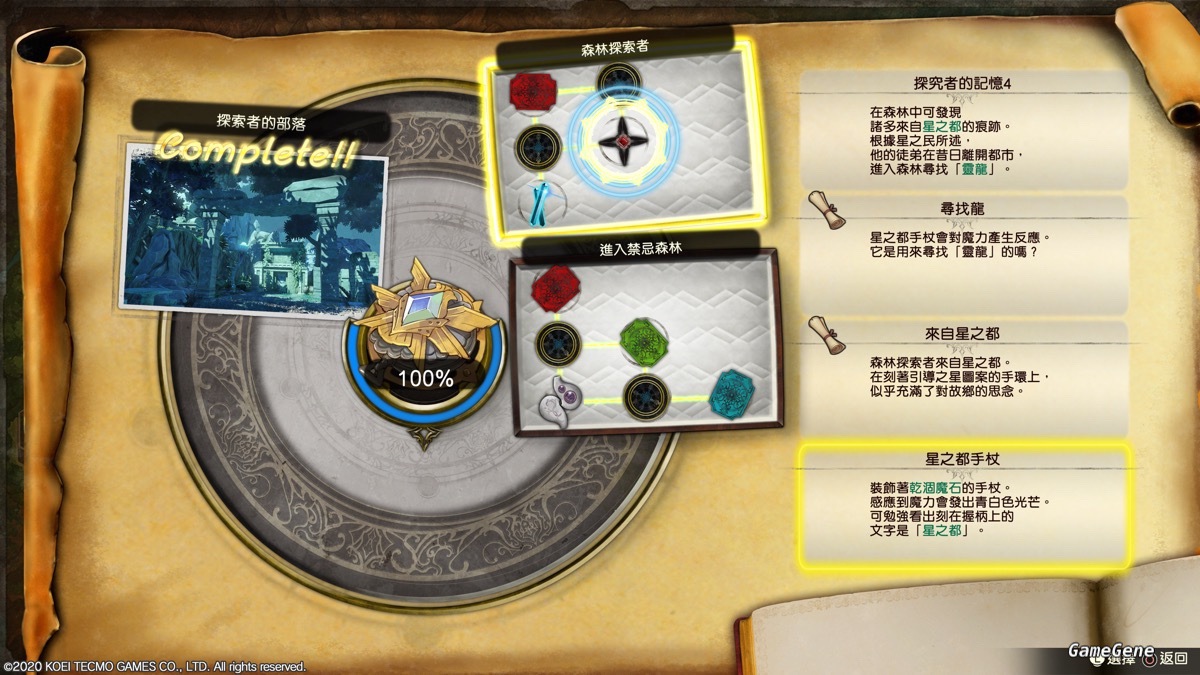 探索者的部落
Complete!!
100%
森林探索者
進入禁忌森林
探究者的記憶4
在森林中可發現
諸多來自星之都的痕跡。
根據星之民所述，
他的徒弟在昔日離開都市，
進入森林尋找「靈龍」。
尋找龍
星之都手杖會對魔力產生反應。
它是用來尋找「靈龍」的嗎？
來自星之都
森林探索者來自星之都。
在刻著引導之星圖案的手環上，
似乎充滿了對故鄉的思念。
星之都手杖
裝飾著乾涸魔石的手杖。
感應到魔力會發出青白色光芒。
可勉強看出刻在握柄上的
文字是「星之都」。
©2020 KOEI TECMO GAMES CO., LTD. All rights reserved.
GameGene
L 選擇 返回